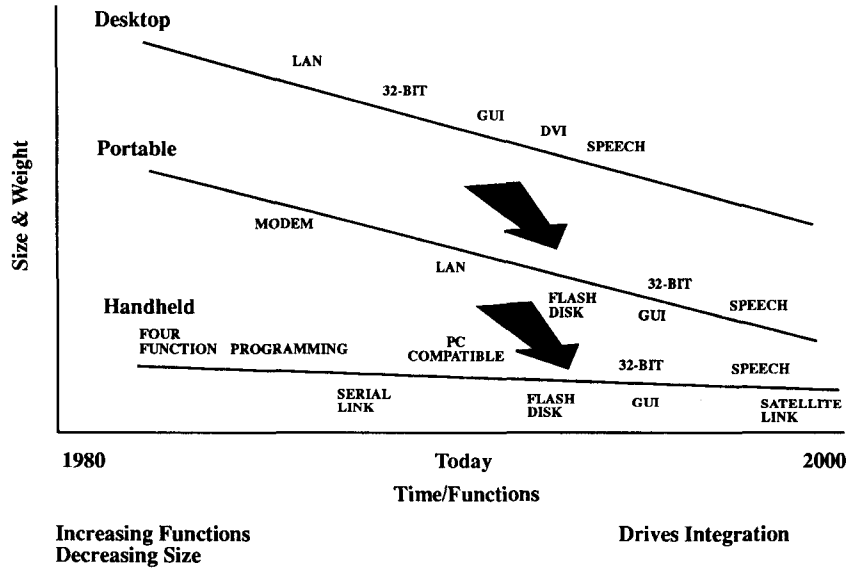 Desktop
LAN
32-BIT
GUI
DVI
SPEECH
Portable
MODEM
LAN
FLASH
DISK
32-BIT
GUI
SPEECH
Handheld
FOUR
FUNCTION
PROGRAMMING
PC
COMPATIBLE
32-BIT
SPEECH
SERIAL
LINK
FLASH
DISK
GUI
SATELLITE
LINK
Size & Weight
1980
Today
2000
Time/Functions
Increasing Functions
Decreasing Size
Drives Integration